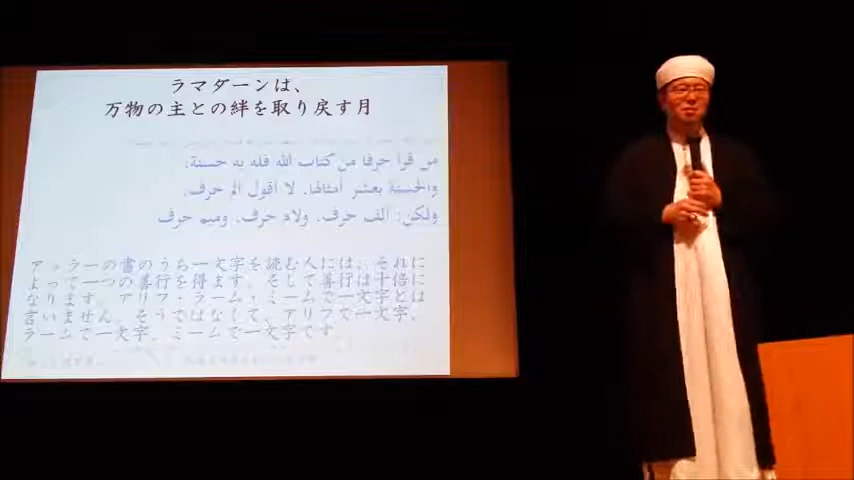 ラマダーンは、
万物の主との絆を取り戻す月
من قرأ حرفا من كتاب الله فله به حسنة،
والحسنة بعشر أمثالها. لا أقول الم حرف،
ولكن: ألف حرف، ولام حرف، وميم حرف
アッラーの書のうち一文字を読む人には、それに
よって一つの善行を得ます。そして善行は十倍に
なります。アリフ・ラーム・ミームで一文字とは
言いません。そうではなくして、アリフで一文字、
ラームで一文字、ミームで一文字です